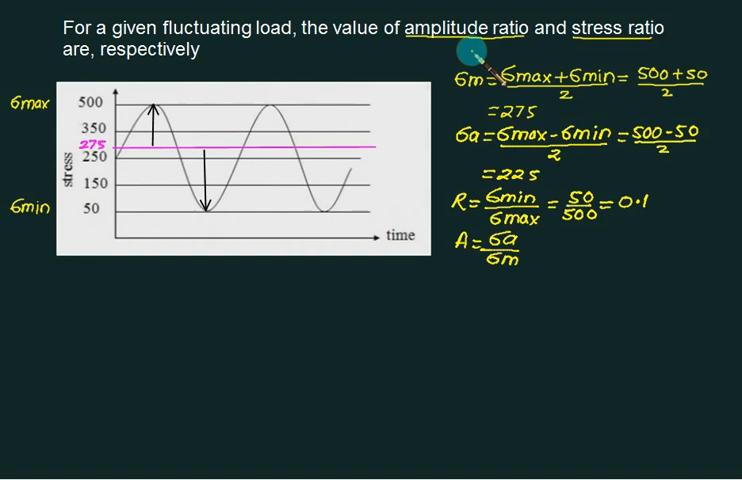 For a given fluctuating load, the value of amplitude ratio and stress ratio
are, respectively
6max
500
350
275
250
150
6min
50
stress
time
6m=6max+6min=500+50
2 2
=275
6a=6max-6min=500-50
2 2
=225
R=6min=50=0.1
6max 500
A=6a
6m